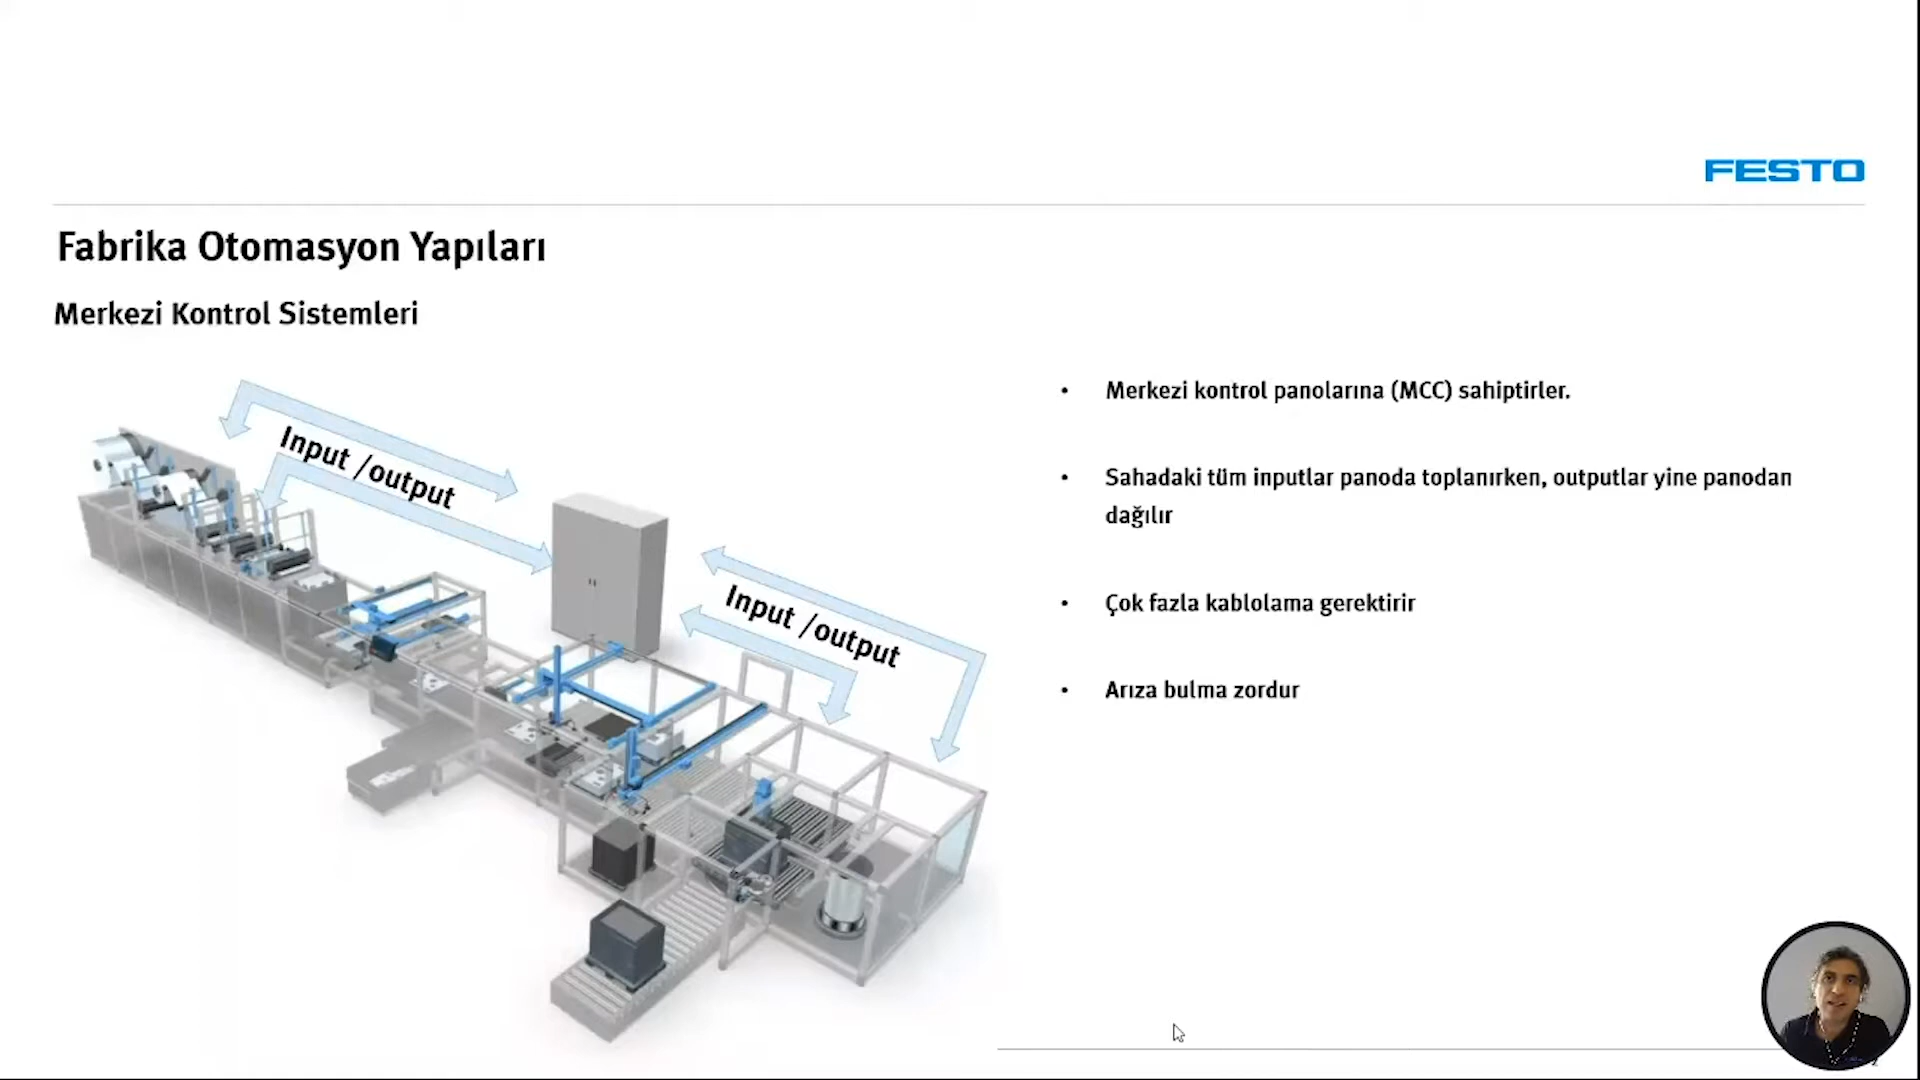 FESTO
Fabrika Otomasyon Yapıları
Merkezi Kontrol Sistemleri
Input /output
Input /output
• Merkezi kontrol panolarına (MCC) sahiptirler.
• Sahadaki tüm inputlar panoda toplanırken, outputlar yine panodan
dağılır
• Çok fazla kablolama gerektirir
• Arıza bulma zordur